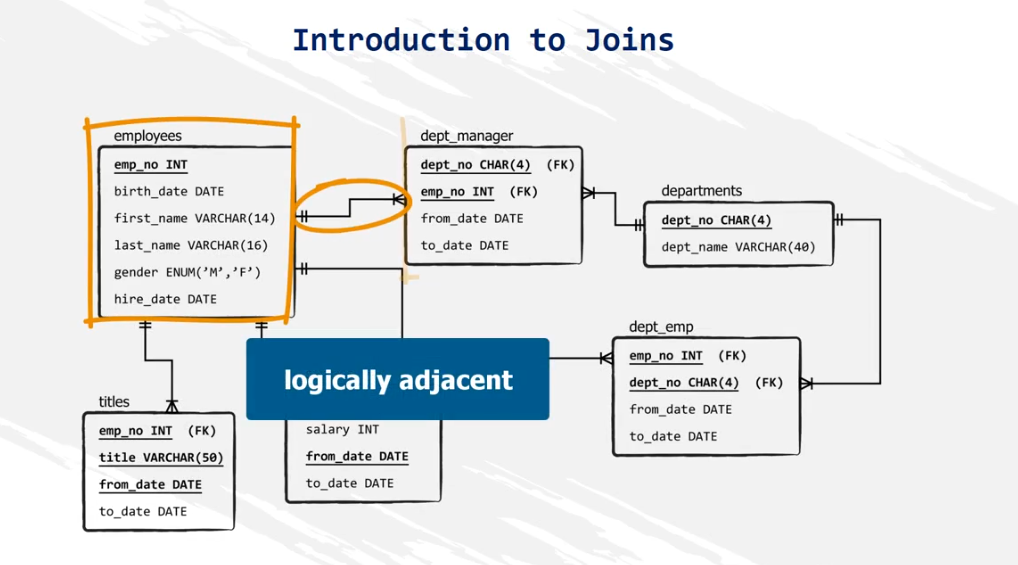 Introduction to Joins
employees
emp_no INT
birth_date DATE
first_name VARCHAR(14)
last_name VARCHAR(16)
gender ENUM(’M’,’F’)
hire_date DATE
dept_manager
dept_no CHAR(4) (FK)
emp_no INT (FK)
from_date DATE
to_date DATE
departments
dept_no CHAR(4)
dept_name VARCHAR(40)
dept_emp
emp_no INT (FK)
dept_no CHAR(4) (FK)
from_date DATE
to_date DATE
logically adjacent
titles
emp_no INT (FK)
title VARCHAR(50)
from_date DATE
to_date DATE
salary INT
from_date DATE
to_date DATE